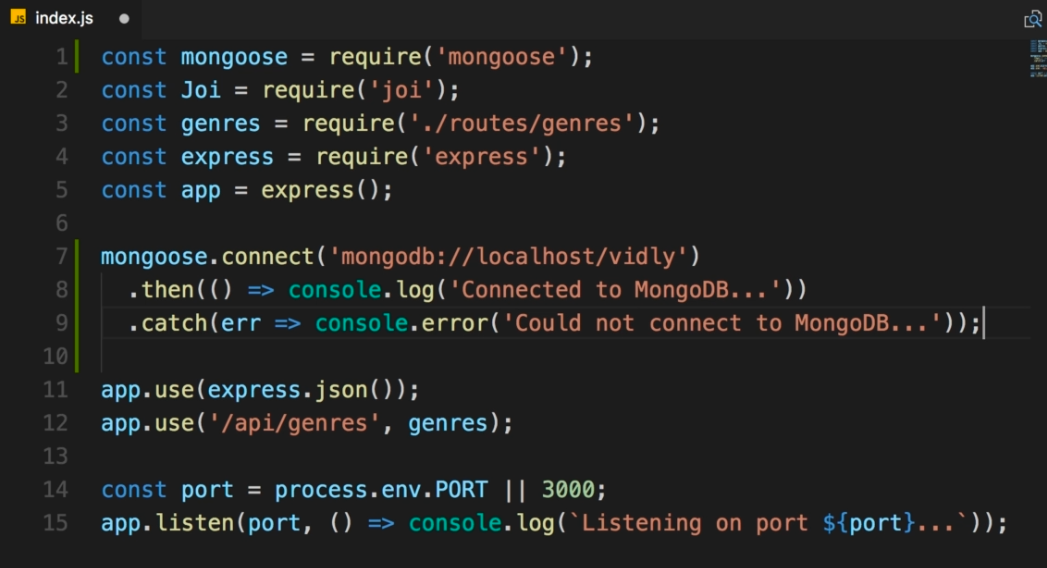 JS index.js
1 const mongoose = require('mongoose');
2 const Joi = require('joi');
3 const genres = require('./routes/genres');
4 const express = require('express');
5 const app = express();
6
7 mongoose.connect('mongodb://localhost/vidly')
8   .then(() => console.log('Connected to MongoDB...'))
9   .catch(err => console.error('Could not connect to MongoDB...'));
10
11 app.use(express.json());
12 app.use('/api/genres', genres);
13
14 const port = process.env.PORT || 3000;
15 app.listen(port, () => console.log(`Listening on port ${port}...`));